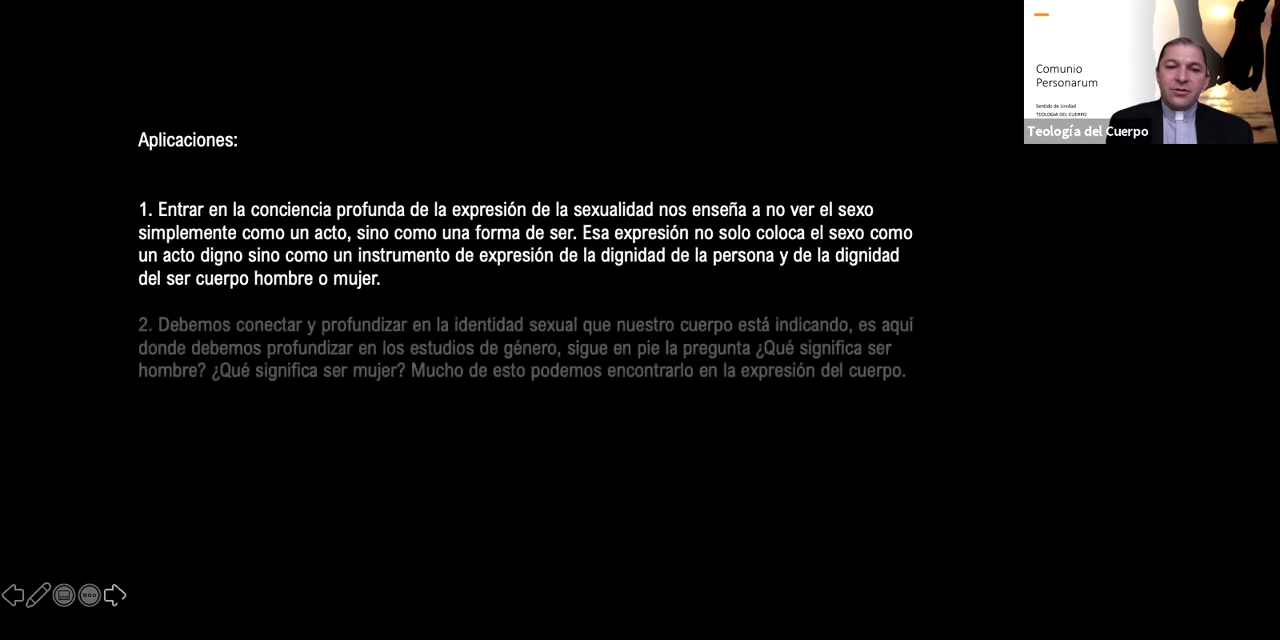 Comunio
Personarum
Sentido de Unidad
TEOLOGIA DEL CUERPO
Teología del Cuerpo
Aplicaciones:
1. Entrar en la conciencia profunda de la expresión de la sexualidad nos enseña a no ver el sexo
simplemente como un acto, sino como una forma de ser. Esa expresión no solo coloca el sexo como
un acto digno sino como un instrumento de expresión de la dignidad de la persona y de la dignidad
del ser cuerpo hombre o mujer.
2. Debemos conectar y profundizar en la identidad sexual que nuestro cuerpo está indicando, es aquí
donde debemos profundizar en los estudios de género, sigue en pie la pregunta ¿Qué significa ser
hombre? ¿Qué significa ser mujer? Mucho de esto podemos encontrarlo en la expresión del cuerpo.